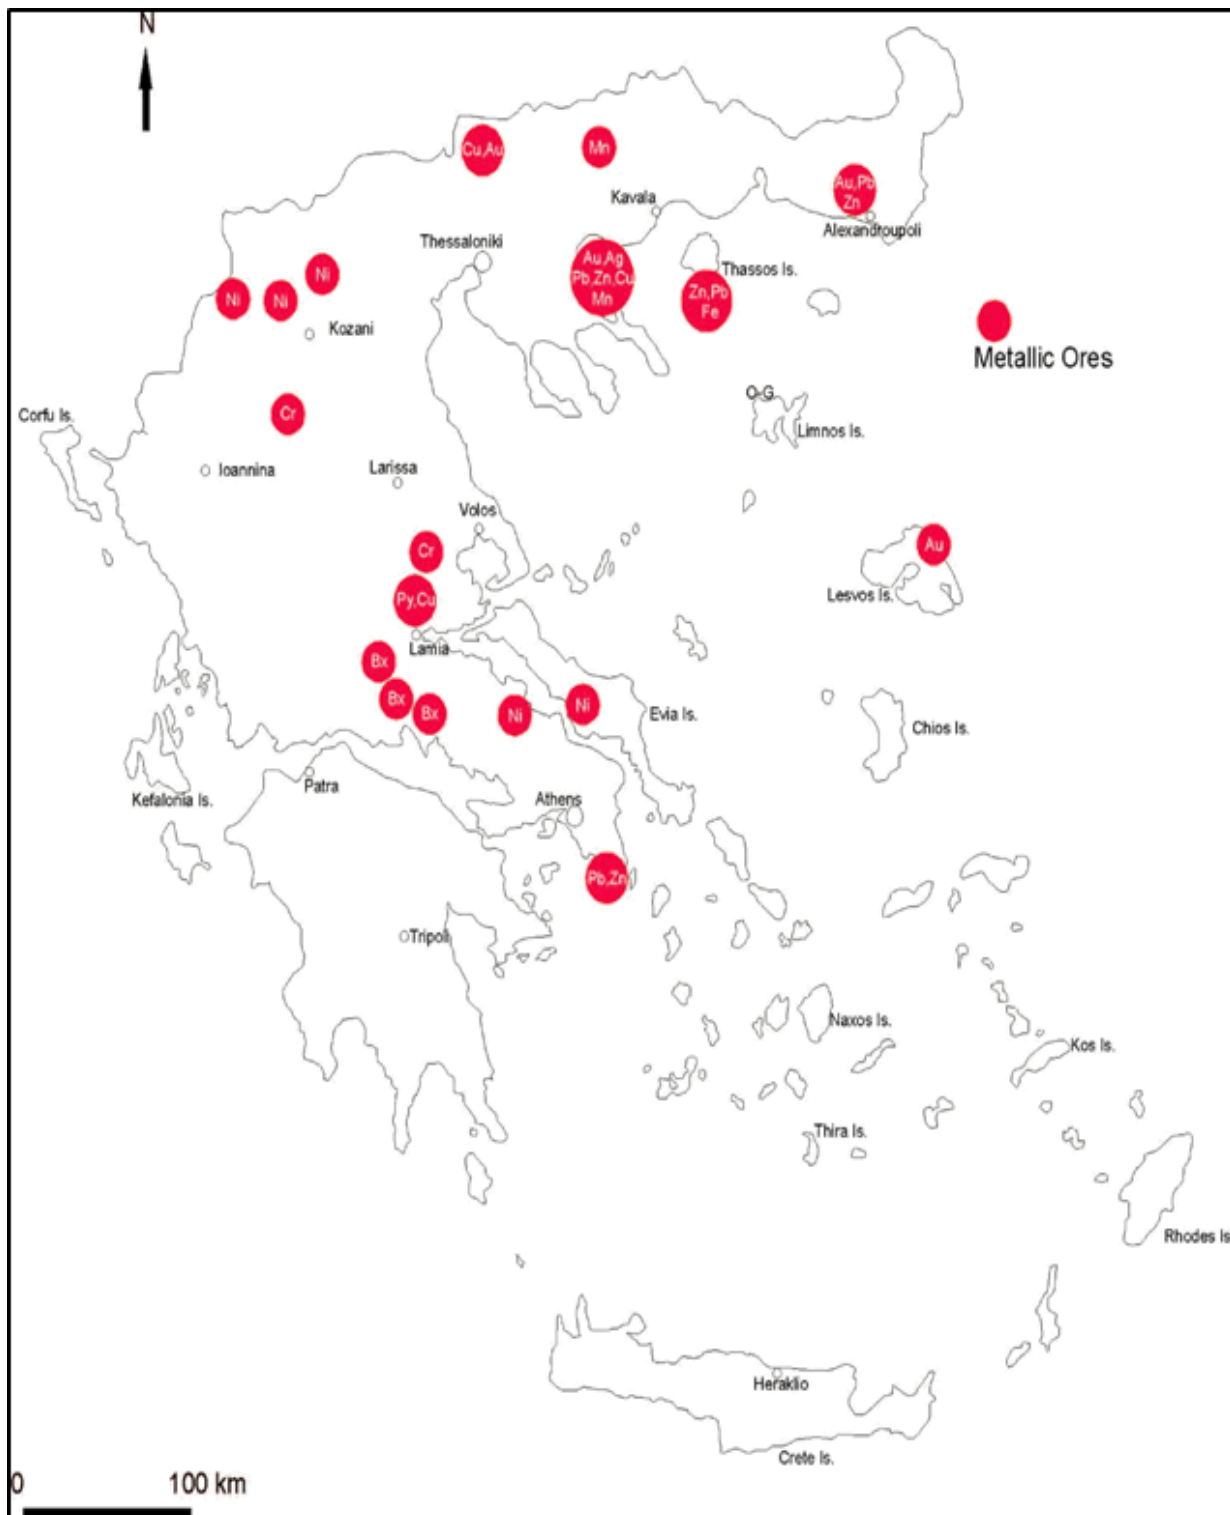 N
Cu,Au
Mn
Au,Pb
Zn
Kavala
Alexandroupoli
Thessaloniki
Au,Ag
Pb,Zn,Cu
Mn
Thassos Is.
Zn,Pb
Fe
Ni
Ni
Ni
Kozani
Metallic Ores
Cr
Corfu Is.
O-G
Limnos Is.
Ioannina
Larissa
Volos
Cr
Au
Py,Cu
Lesvos Is.
Lamia
Bx
Bx
Bx
Ni
Ni
Evia Is.
Chios Is.
Patra
Kefalonia Is.
Athens
Pb,Zn
Tripoli
Naxos Is.
Kos Is.
Thira Is.
Rhodes Is
Heraklio
Crete Is.
0
100 km